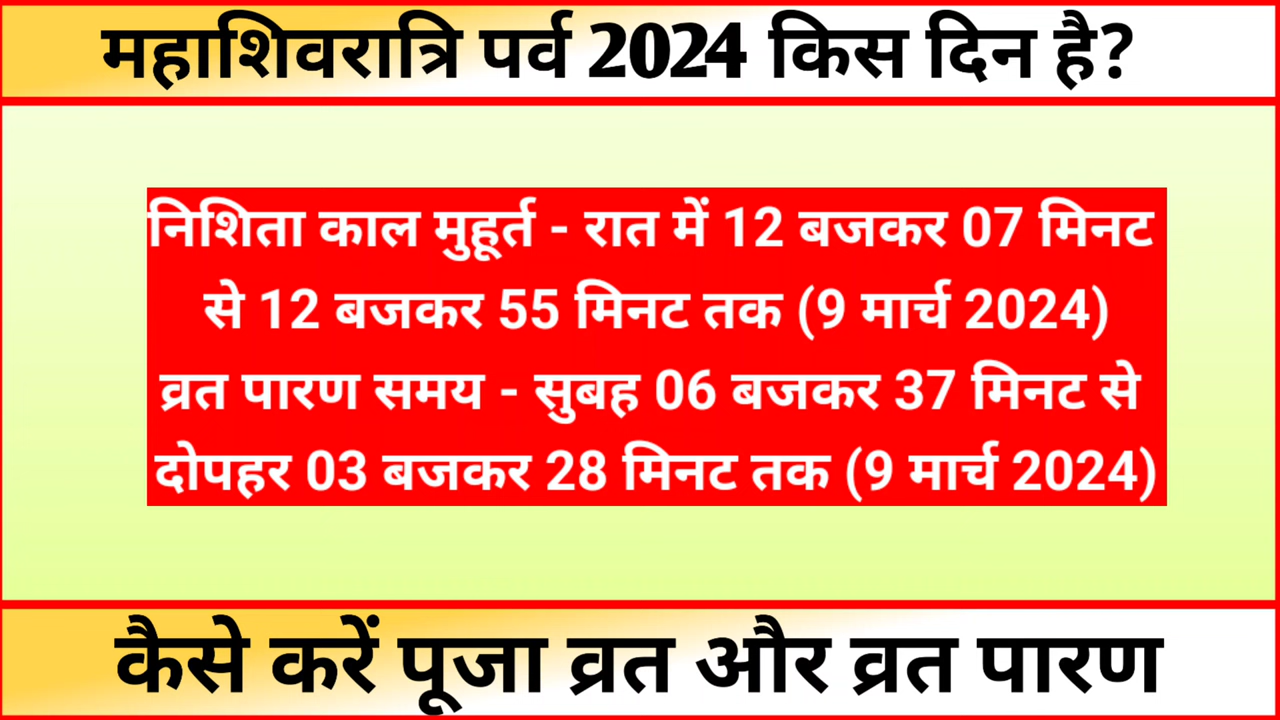 महाशिवरात्रि पर्व 2024 किस दिन है?
निशिता काल मुहूर्त - रात में 12 बजकर 07 मिनट
से 12 बजकर 55 मिनट तक (9 मार्च 2024)
व्रत पारण समय - सुबह 06 बजकर 37 मिनट से
दोपहर 03 बजकर 28 मिनट तक (9 मार्च 2024)
कैसे करें पूजा व्रत और व्रत पारण